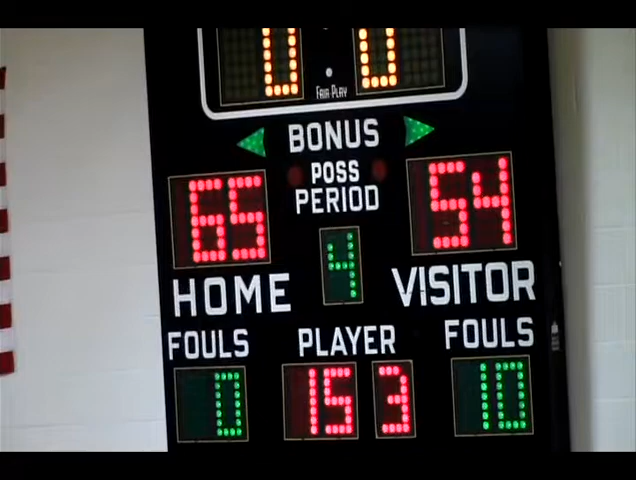 0 0
FAIR-PLAY
BONUS
POSS
65 PERIOD 54
4
HOME VISITOR
FOULS PLAYER FOULS
0 15 3 10